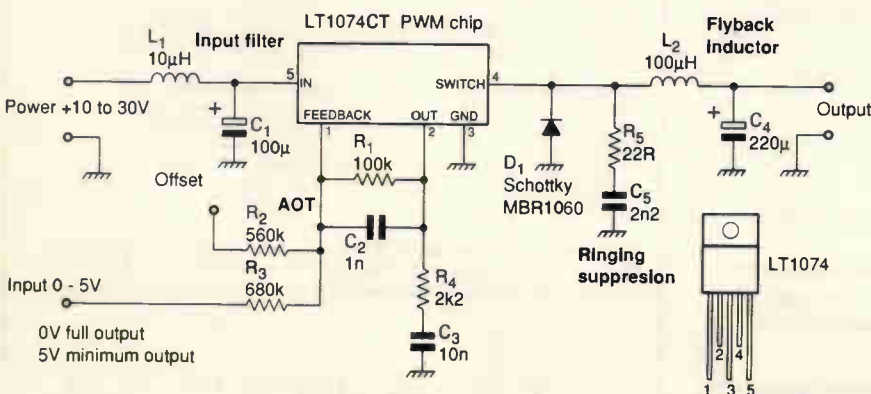 LT1074CT PWM chip
L1
10µH
Input filter
L2
100µH
Flyback
Inductor
5
IN
SWITCH
4
Power +10 to 30V
+
C1
100µ
FEEDBACK
OUT
GND
1
2
3
R1
100k
D1
Schottky
MBR1060
R5
22R
C5
2n2
+
C4
220µ
Output
Offset
AOT
R2
560k
C2
1n
Ringing
suppresion
LT1074
Input 0 - 5V
R3
680k
R4
2k2
0V full output
5V minimum output
C3
10n
2
4
1
3
5